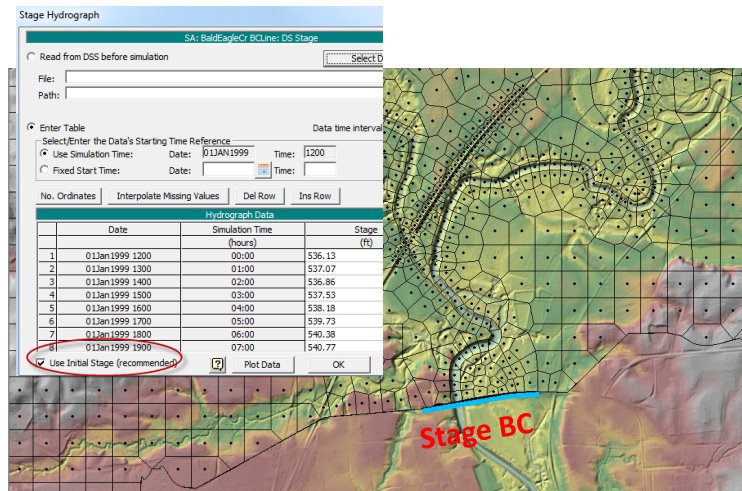 Stage Hydrograph
SA: BaldEagleCr BCLine: DS Stage
Read from DSS before simulation
Select D
File:
Path:
Enter Table
Data time interval
Select/Enter the Data's Starting Time Reference
Use Simulation Time: Date: 01JAN1999 Time: 1200
Fixed Start Time: Date: Time:
No. Ordinates Interpolate Missing Values Del Row Ins Row
Hydrograph Data
Date Simulation Time Stage
(hours) (ft)
1 01Jan1999 1200 00:00 536.13
2 01Jan1999 1300 01:00 537.07
3 01Jan1999 1400 02:00 536.86
4 01Jan1999 1500 03:00 537.53
5 01Jan1999 1600 04:00 538.18
6 01Jan1999 1700 05:00 539.73
7 01Jan1999 1800 06:00 540.38
8 01Jan1999 1900 07:00 540.77
Use Initial Stage (recommended) ? Plot Data OK
Stage BC